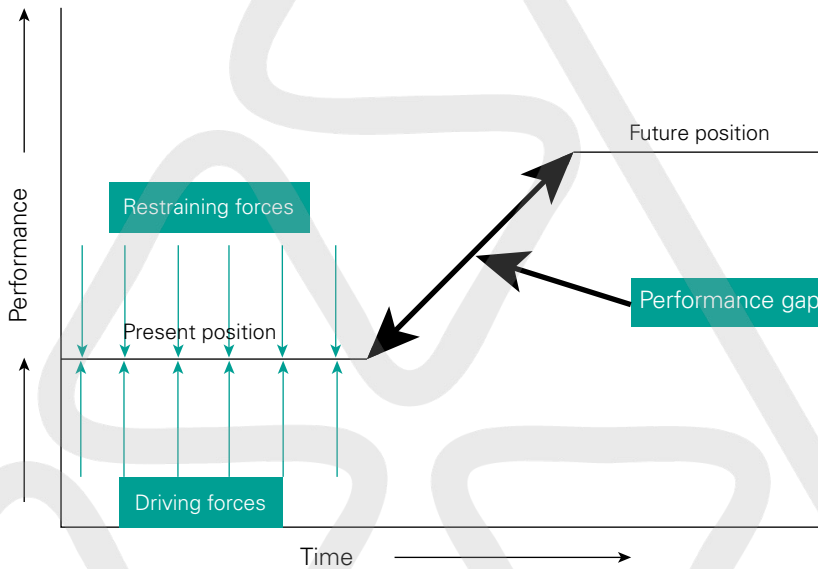 Future position
Restraining forces
Performance
Performance gap
Present position
Driving forces
Time